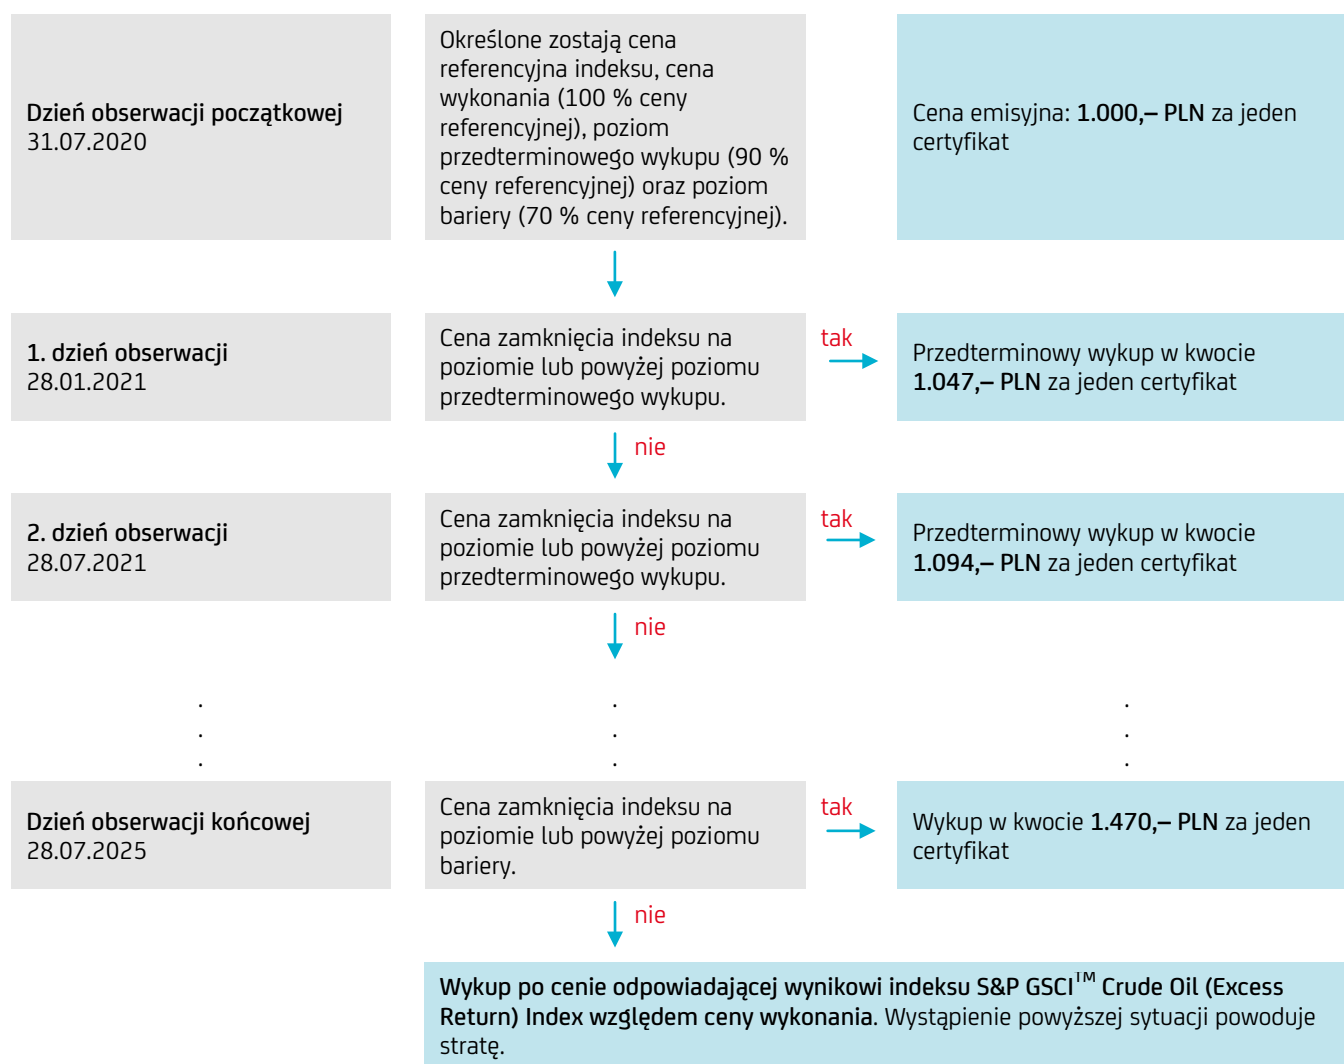 Dzień obserwacji początkowej
31.07.2020
Określone zostają cena
referencyjna indeksu, cena
wykonania (100 % ceny
referencyjnej), poziom
przedterminowego wykupu (90 %
ceny referencyjnej) oraz poziom
bariery (70 % ceny referencyjnej).
Cena emisyjna: 1.000,– PLN za jeden
certyfikat
1. dzień obserwacji
28.01.2021
Cena zamknięcia indeksu na
poziomie lub powyżej poziomu
przedterminowego wykupu.
tak
Przedterminowy wykup w kwocie
1.047,– PLN za jeden certyfikat
nie
2. dzień obserwacji
28.07.2021
Cena zamknięcia indeksu na
poziomie lub powyżej poziomu
przedterminowego wykupu.
tak
Przedterminowy wykup w kwocie
1.094,– PLN za jeden certyfikat
nie
. . .
. . .
. . .
Dzień obserwacji końcowej
28.07.2025
Cena zamknięcia indeksu na
poziomie lub powyżej poziomu
bariery.
tak
Wykup w kwocie 1.470,– PLN za jeden
certyfikat
nie
Wykup po cenie odpowiadającej wynikowi indeksu S&P GSCI™ Crude Oil (Excess
Return) Index względem ceny wykonania. Wystąpienie powyższej sytuacji powoduje
stratę.